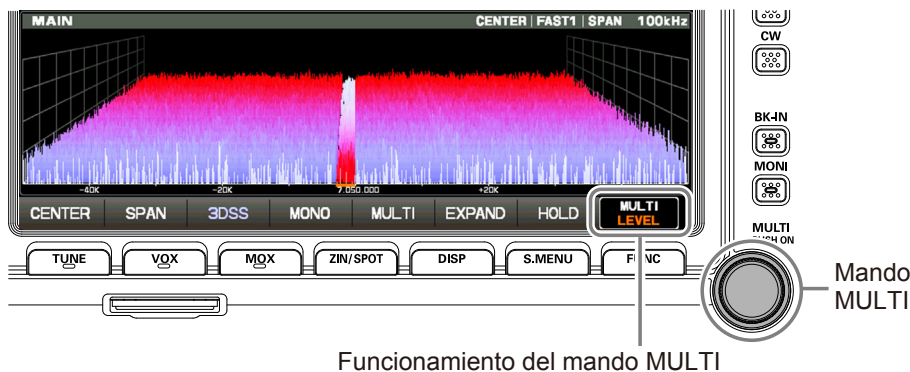 MAIN CENTER FAST1 SPAN 100kHz
CW
BK-IN
MONI
-40K -20K 7.050.000 +20K
CENTER SPAN 3DSS MONO MULTI EXPAND HOLD MULTI
LEVEL
MULTI
PUSH ON
TUNE VOX MOX ZIN/SPOT DISP S.MENU FUNC
Mando
MULTI
Funcionamiento del mando MULTI